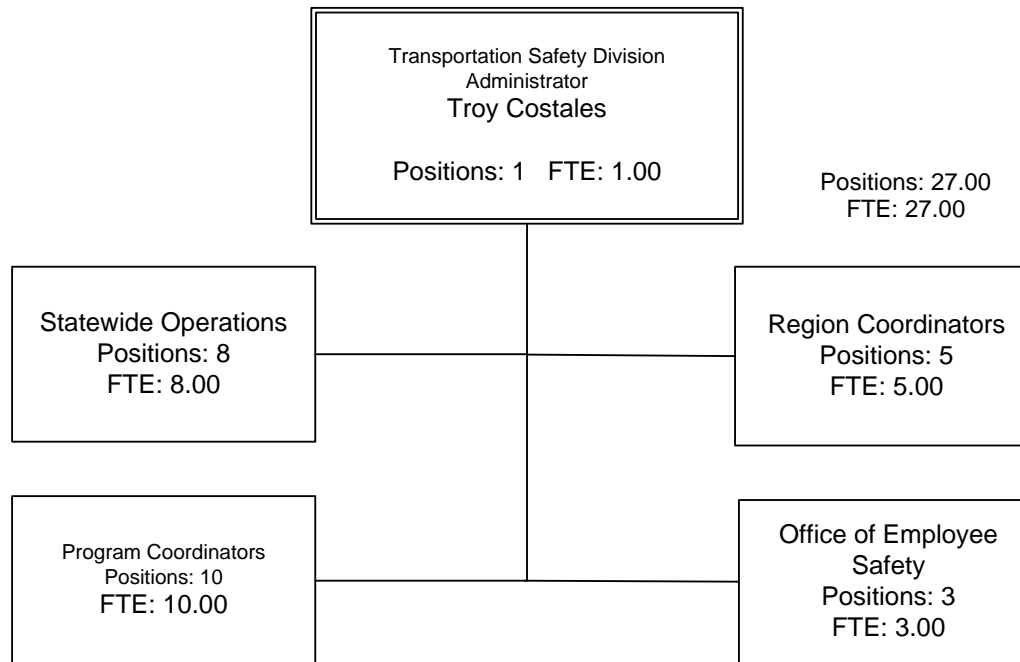 Transportation Safety Division
Administrator
Troy Costales
Positions: 1 FTE: 1.00
Positions: 27.00
FTE: 27.00
Statewide Operations
Positions: 8
FTE: 8.00
Region Coordinators
Positions: 5
FTE: 5.00
Program Coordinators
Positions: 10
FTE: 10.00
Office of Employee
Safety
Positions: 3
FTE: 3.00